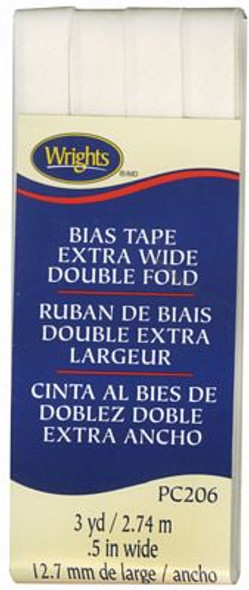 Wrights
®/MD
BIAS TAPE
EXTRA WIDE
DOUBLE FOLD
RUBAN DE BIAIS
DOUBLE EXTRA
LARGEUR
CINTA AL BIES DE
DOBLEZ DOBLE
EXTRA ANCHO
PC206
3 yd / 2.74 m
.5 in wide
12.7 mm de large / ancho